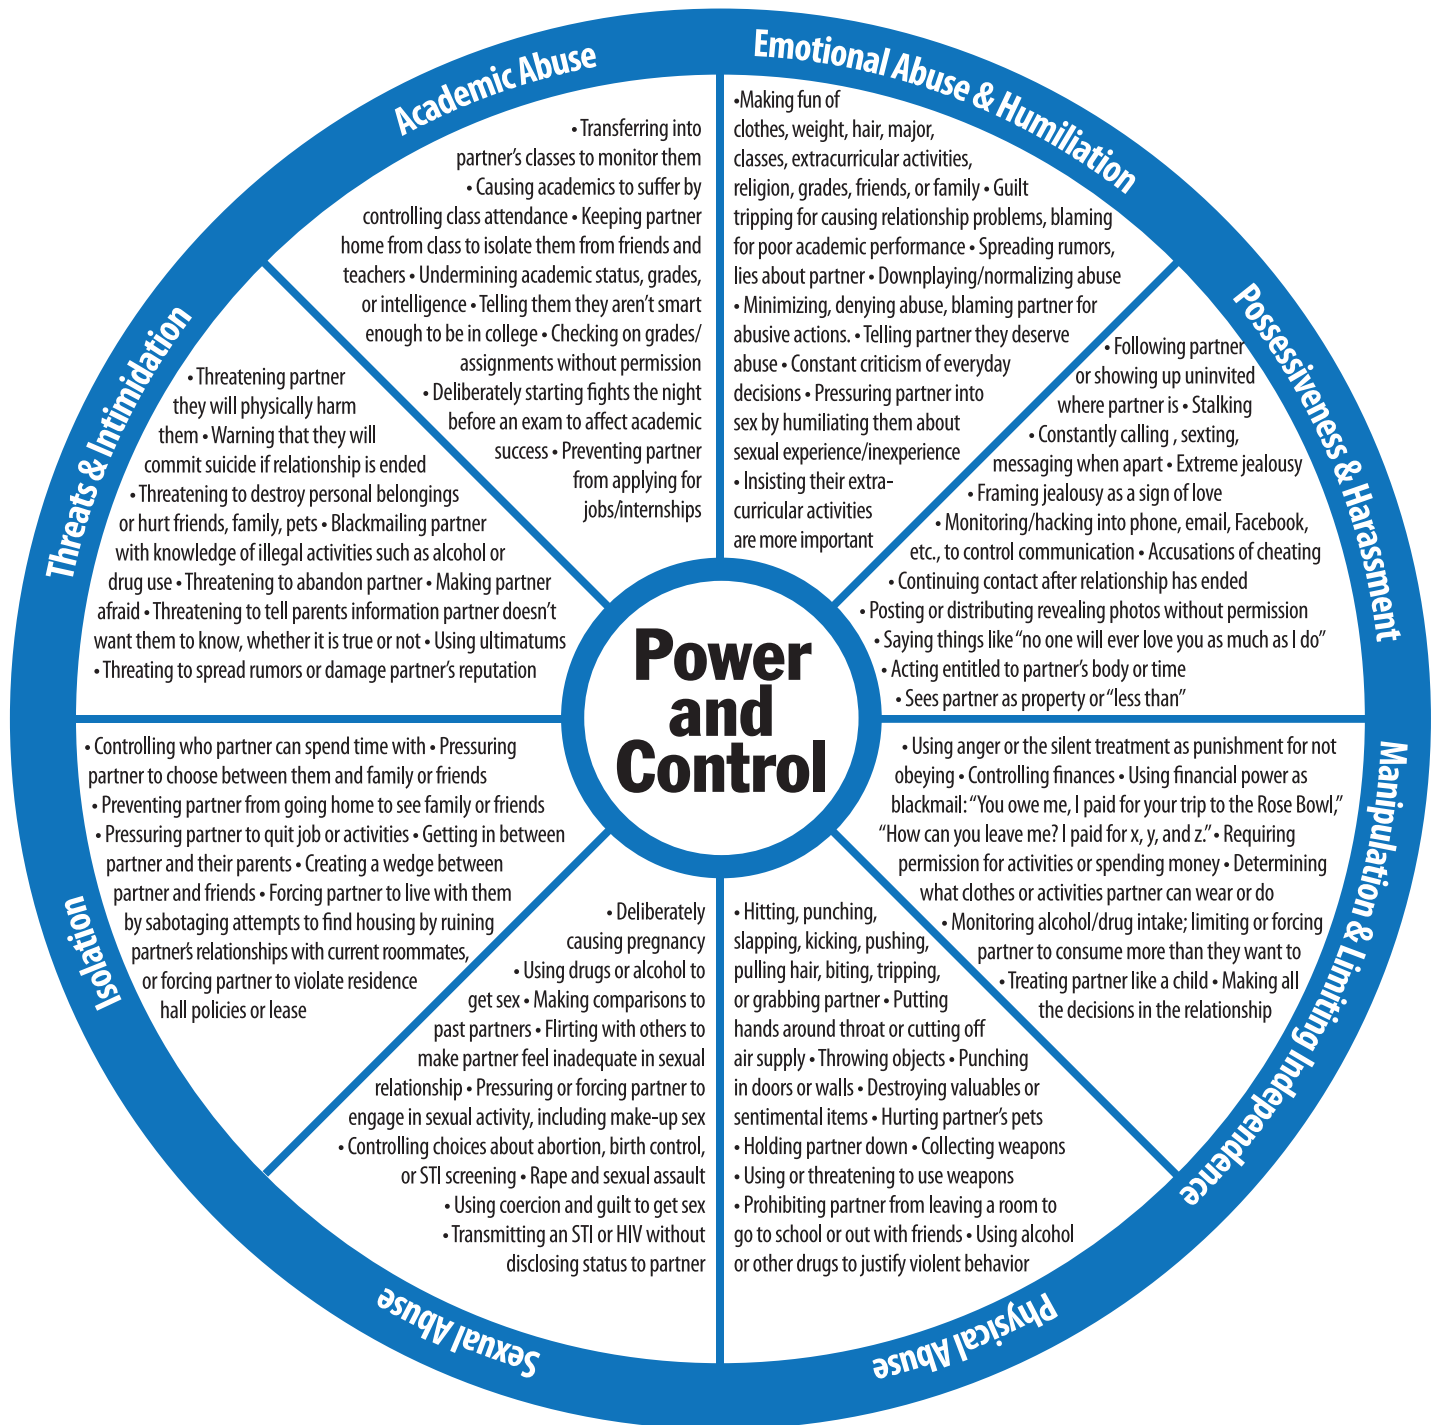 Academic Abuse
• Transferring into
partner’s classes to monitor them
• Causing academics to suffer by
controlling class attendance • Keeping partner
home from class to isolate them from friends and
teachers • Undermining academic status, grades,
or intelligence • Telling them they aren’t smart
enough to be in college • Checking on grades/
assignments without permission
• Deliberately starting fights the night
before an exam to affect academic
success • Preventing partner
from applying for
jobs/internships
Emotional Abuse & Humiliation
•Making fun of
clothes, weight, hair, major,
classes, extracurricular activities,
religion, grades, friends, or family • Guilt
tripping for causing relationship problems, blaming
for poor academic performance • Spreading rumors,
lies about partner • Downplaying/normalizing abuse
• Minimizing, denying abuse, blaming partner for
abusive actions. • Telling partner they deserve
abuse • Constant criticism of everyday
decisions • Pressuring partner into
sex by humiliating them about
sexual experience/inexperience
• Insisting their extra-
curricular activities
are more important
Possessiveness & Harassment
• Following partner
or showing up uninvited
where partner is • Stalking
• Constantly calling , sexting,
messaging when apart • Extreme jealousy
• Framing jealousy as a sign of love
• Monitoring/hacking into phone, email, Facebook,
etc., to control communication • Accusations of cheating
• Continuing contact after relationship has ended
• Posting or distributing revealing photos without permission
• Saying things like “no one will ever love you as much as I do”
• Acting entitled to partner’s body or time
• Sees partner as property or “less than”
Manipulation & Limiting Independence
• Using anger or the silent treatment as punishment for not
obeying • Controlling finances • Using financial power as
blackmail: “You owe me, I paid for your trip to the Rose Bowl,”
“How can you leave me? I paid for x, y, and z.” • Requiring
permission for activities or spending money • Determining
what clothes or activities partner can wear or do
• Monitoring alcohol/drug intake; limiting or forcing
partner to consume more than they want to
• Treating partner like a child • Making all
the decisions in the relationship
Physical Abuse
• Hitting, punching,
slapping, kicking, pushing,
pulling hair, biting, tripping,
or grabbing partner • Putting
hands around throat or cutting off
air supply • Throwing objects • Punching
in doors or walls • Destroying valuables or
sentimental items • Hurting partner’s pets
• Holding partner down • Collecting weapons
• Using or threatening to use weapons
• Prohibiting partner from leaving a room to
go to school or out with friends • Using alcohol
or other drugs to justify violent behavior
Sexual Abuse
• Deliberately
causing pregnancy
• Using drugs or alcohol to
get sex • Making comparisons to
past partners • Flirting with others to
make partner feel inadequate in sexual
relationship • Pressuring or forcing partner to
engage in sexual activity, including make-up sex
• Controlling choices about abortion, birth control,
or STI screening • Rape and sexual assault
• Using coercion and guilt to get sex
• Transmitting an STI or HIV without
disclosing status to partner
Isolation
• Controlling who partner can spend time with • Pressuring
partner to choose between them and family or friends
• Preventing partner from going home to see family or friends
• Pressuring partner to quit job or activities • Getting in between
partner and their parents • Creating a wedge between
partner and friends • Forcing partner to live with them
by sabotaging attempts to find housing by ruining
partner’s relationships with current roommates,
or forcing partner to violate residence
hall policies or lease
Threats & Intimidation
• Threatening partner
they will physically harm
them • Warning that they will
commit suicide if relationship is ended
• Threatening to destroy personal belongings
or hurt friends, family, pets • Blackmailing partner
with knowledge of illegal activities such as alcohol or
drug use • Threatening to abandon partner • Making partner
afraid • Threatening to tell parents information partner doesn’t
want them to know, whether it is true or not • Using ultimatums
• Threating to spread rumors or damage partner’s reputation
Power
and
Control